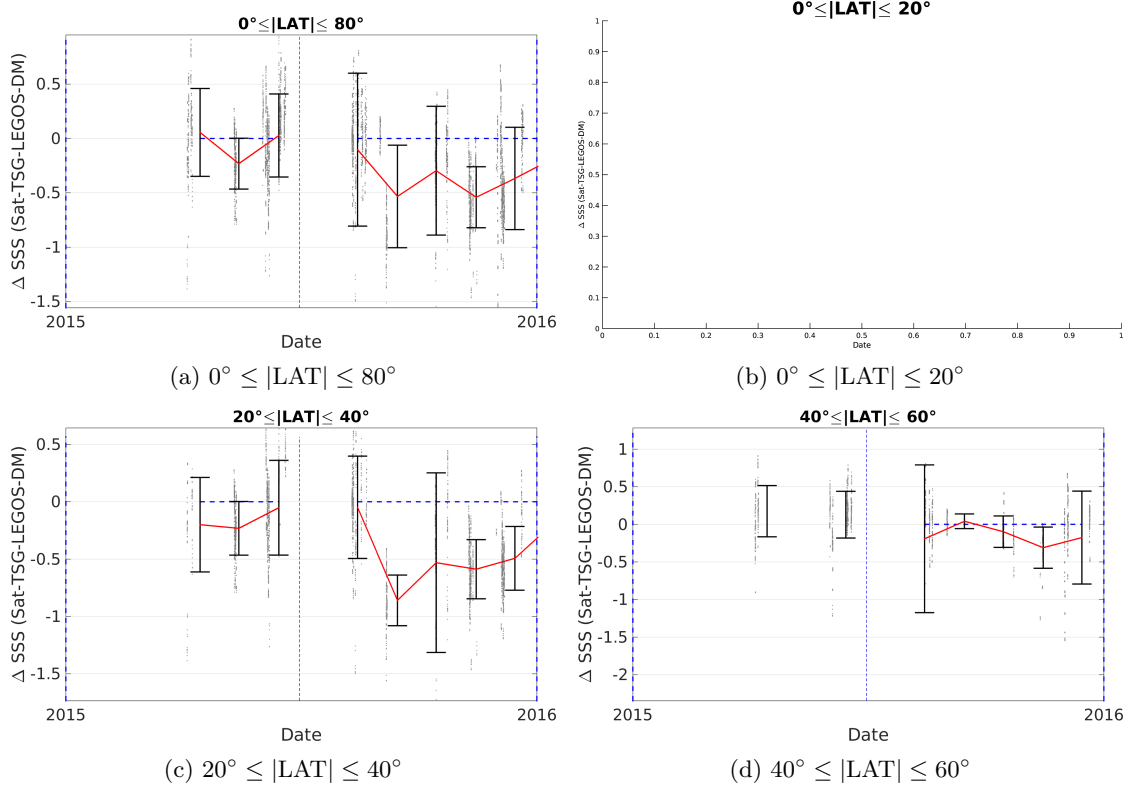 0°≤|LAT|≤ 80°
Δ SSS (Sat-TSG-LEGOS-DM)
0.5
0
-0.5
-1
-1.5
2015
2016
Date
(a) 0° ≤ |LAT| ≤ 80°
0°≤|LAT|≤ 20°
Δ SSS (Sat-TSG-LEGOS-DM)
1
0.9
0.8
0.7
0.6
0.5
0.4
0.3
0.2
0.1
0
0 0.1 0.2 0.3 0.4 0.5 0.6 0.7 0.8 0.9 1
Date
(b) 0° ≤ |LAT| ≤ 20°
20°≤|LAT|≤ 40°
Δ SSS (Sat-TSG-LEGOS-DM)
0.5
0
-0.5
-1
-1.5
2015
2016
Date
(c) 20° ≤ |LAT| ≤ 40°
40°≤|LAT|≤ 60°
Δ SSS (Sat-TSG-LEGOS-DM)
1
0.5
0
-0.5
-1
-1.5
-2
2015
2016
Date
(d) 40° ≤ |LAT| ≤ 60°